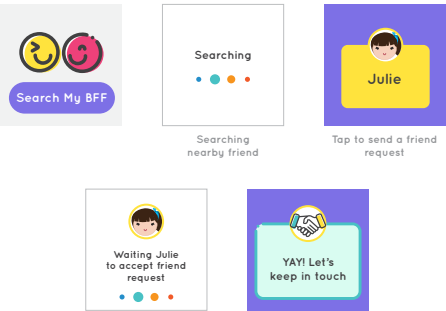 Search My BFF
Searching
Searching
nearby friend
Julie
Tap to send a friend
request
Waiting Julie
to accept friend
request
YAY! Let's
keep in touch